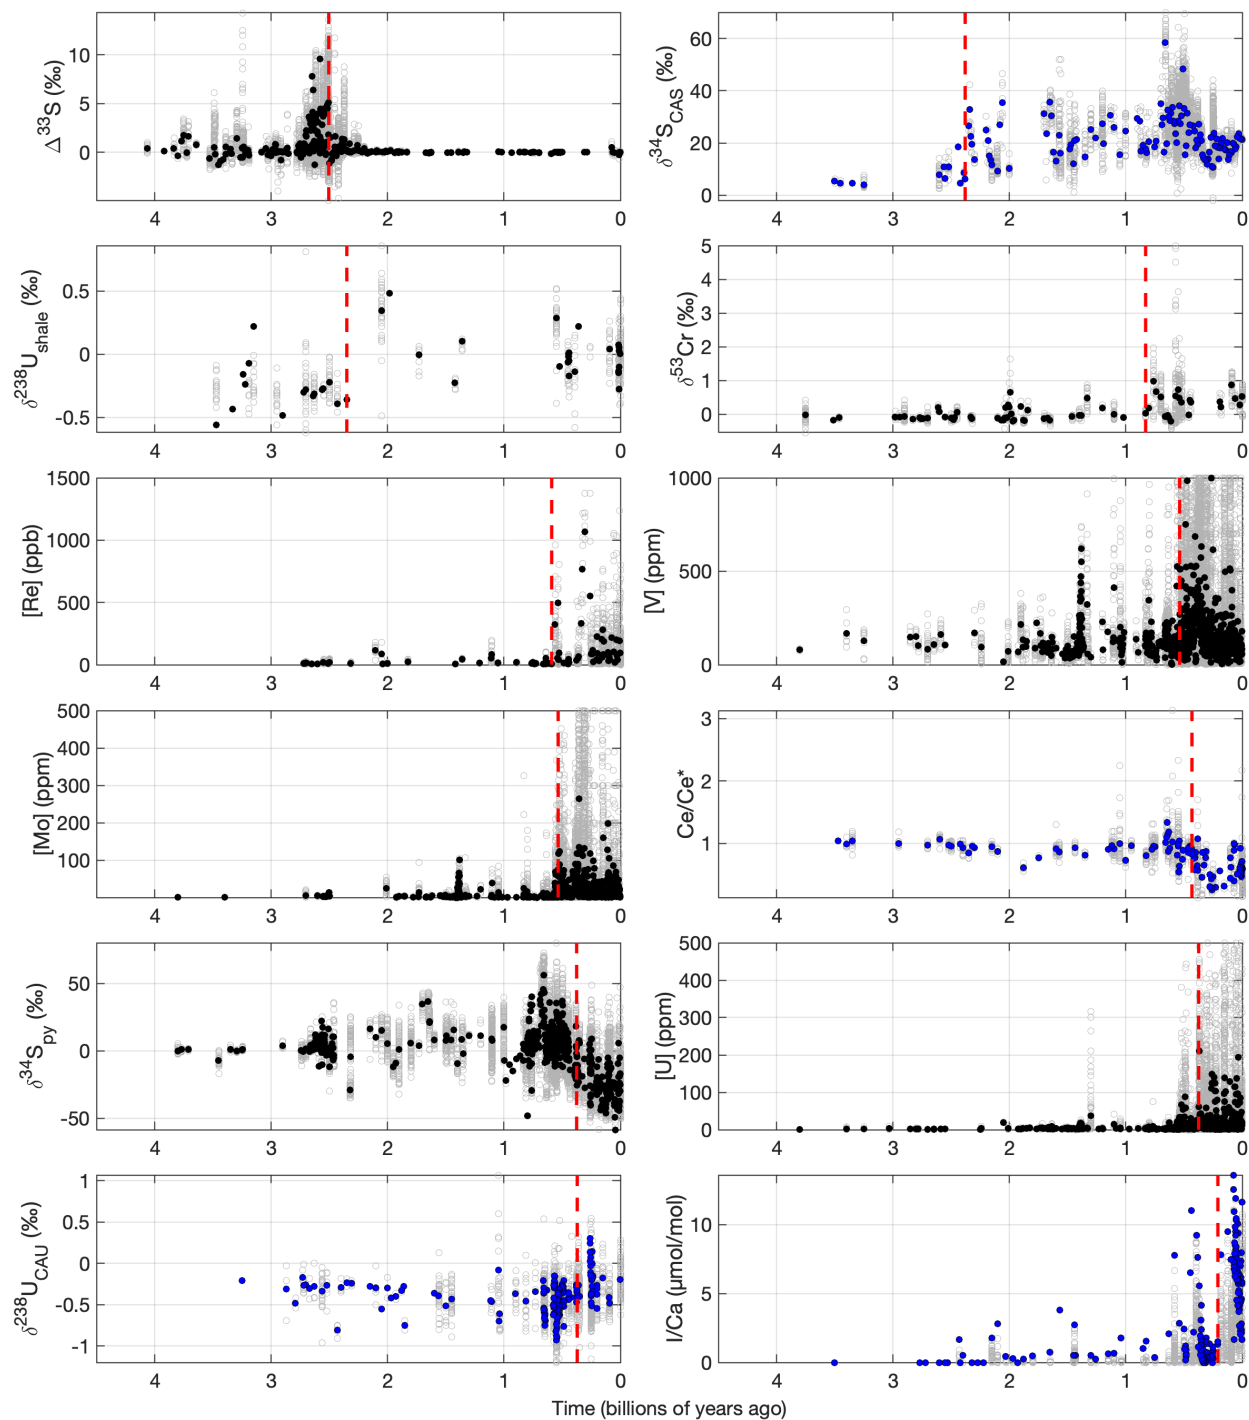 Δ³³S (‰)
10
5
0
4 3 2 1 0
δ³⁴S_CAS (‰)
60
40
20
0
4 3 2 1 0
δ²³⁸U_shale (‰)
0.5
0
-0.5
4 3 2 1 0
δ⁵³Cr (‰)
5
4
3
2
1
0
4 3 2 1 0
[Re] (ppb)
1500
1000
500
0
4 3 2 1 0
[V] (ppm)
1000
500
0
4 3 2 1 0
[Mo] (ppm)
500
400
300
200
100
4 3 2 1 0
Ce/Ce*
3
2
1
4 3 2 1 0
δ³⁴S_py (‰)
50
0
-50
4 3 2 1 0
[U] (ppm)
500
400
300
200
100
0
4 3 2 1 0
δ²³⁸U_CAU (‰)
1
0.5
0
-0.5
-1
4 3 2 1 0
I/Ca (µmol/mol)
10
5
0
4 3 2 1 0
Time (billions of years ago)